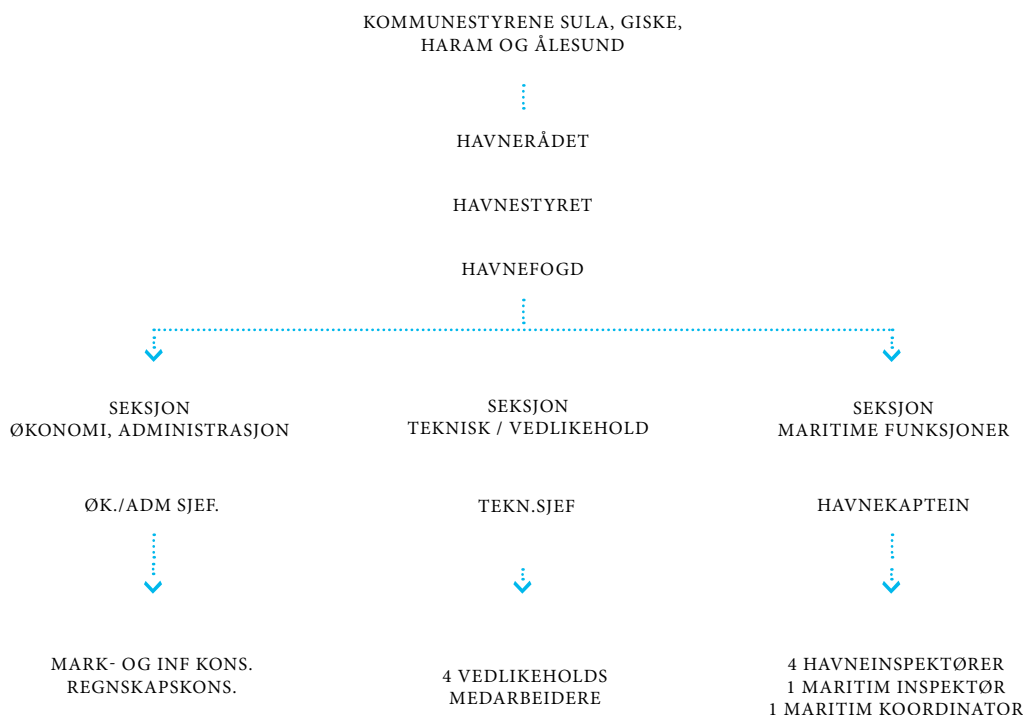 KOMMUNESTYRENE SULA, GISKE,
HARAM OG ÅLESUND
HAVNERÅDET
HAVNESTYRET
HAVNEFOGD
SEKSJON
ØKONOMI, ADMINISTRASJON
SEKSJON
TEKNISK / VEDLIKEHOLD
SEKSJON
MARITIME FUNKSJONER
ØK./ADM SJEF.
TEKN.SJEF
HAVNEKAPTEIN
MARK- OG INF KONS.
REGNSKAPSKONS.
4 VEDLIKEHOLDS
MEDARBEIDERE
4 HAVNEINSPEKTØRER
1 MARITIM INSPEKTØR
1 MARITIM KOORDINATOR